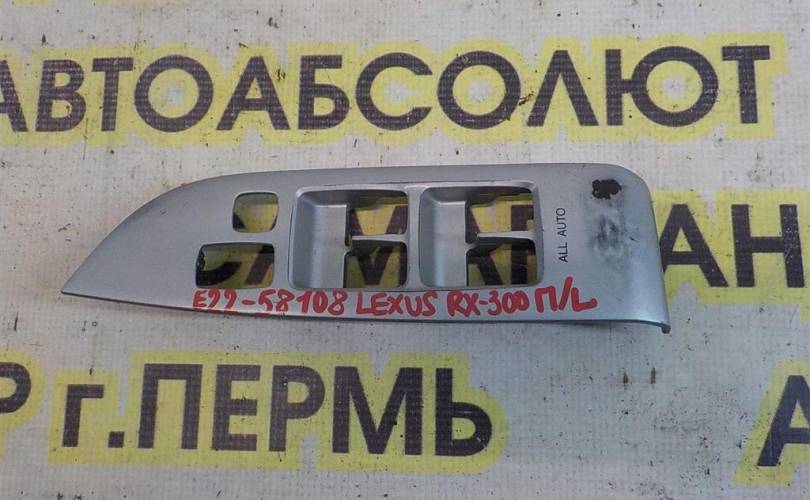 АВТОАБСОЛЮТ
ALL AUTO
E22-58108 LEXUS RX-300 П/L
Р г.ПЕРМЬ А